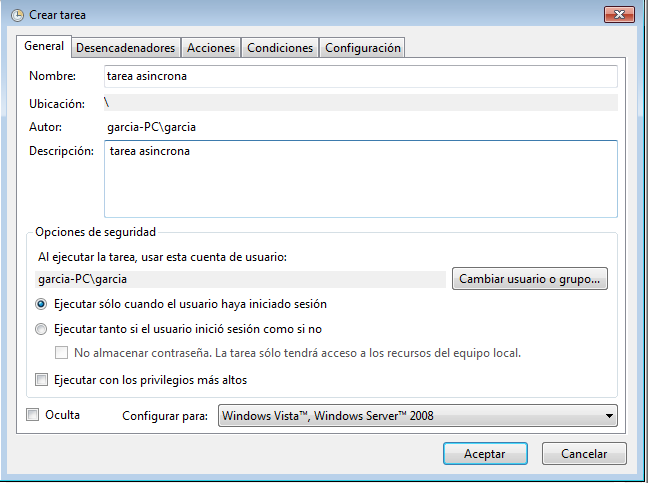 Crear tarea
General Desencadenadores Acciones Condiciones Configuración
Nombre: tarea asincrona
Ubicación: \
Autor: garcia-PC\garcia
Descripción: tarea asincrona
Opciones de seguridad
Al ejecutar la tarea, usar esta cuenta de usuario:
garcia-PC\garcia Cambiar usuario o grupo...
Ejecutar sólo cuando el usuario haya iniciado sesión
Ejecutar tanto si el usuario inició sesión como si no
No almacenar contraseña. La tarea sólo tendrá acceso a los recursos del equipo local.
Ejecutar con los privilegios más altos
Oculta Configurar para: Windows Vista™, Windows Server™ 2008
Aceptar Cancelar